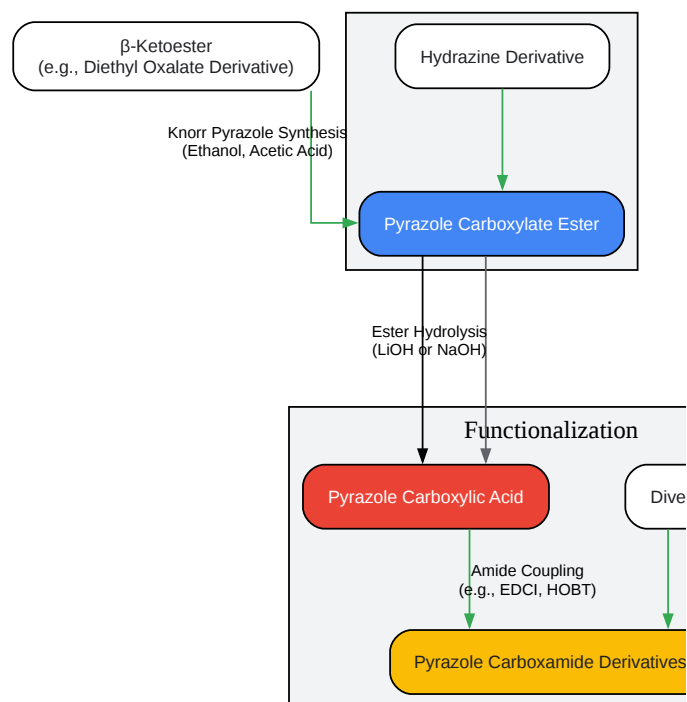 β-Ketoester
(e.g., Diethyl Oxalate Derivative)
Hydrazine Derivative
Knorr Pyrazole Synthesis
(Ethanol, Acetic Acid)
Pyrazole Carboxylate Ester
Ester Hydrolysis
(LiOH or NaOH)
Functionalization
Pyrazole Carboxylic Acid
Dive
Amide Coupling
(e.g., EDCI, HOBT)
Pyrazole Carboxamide Derivatives